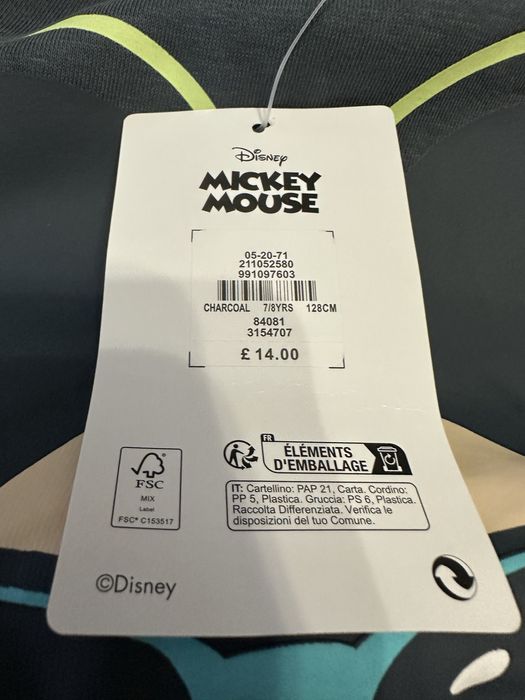 Disney
MICKEY
MOUSE
05-20-71
211052580
991097603
CHARCOAL 7/8YRS 128CM
84081
3154707
£ 14.00
FR
ÉLÉMENTS
D'EMBALLAGE
FSC
MIX
Label
FSC® C153517
IT: Cartellino: PAP 21, Carta. Cordino:
PP 5, Plastica. Gruccia: PS 6, Plastica.
Raccolta Differenziata. Verifica le
disposizioni del tuo Comune.
©Disney